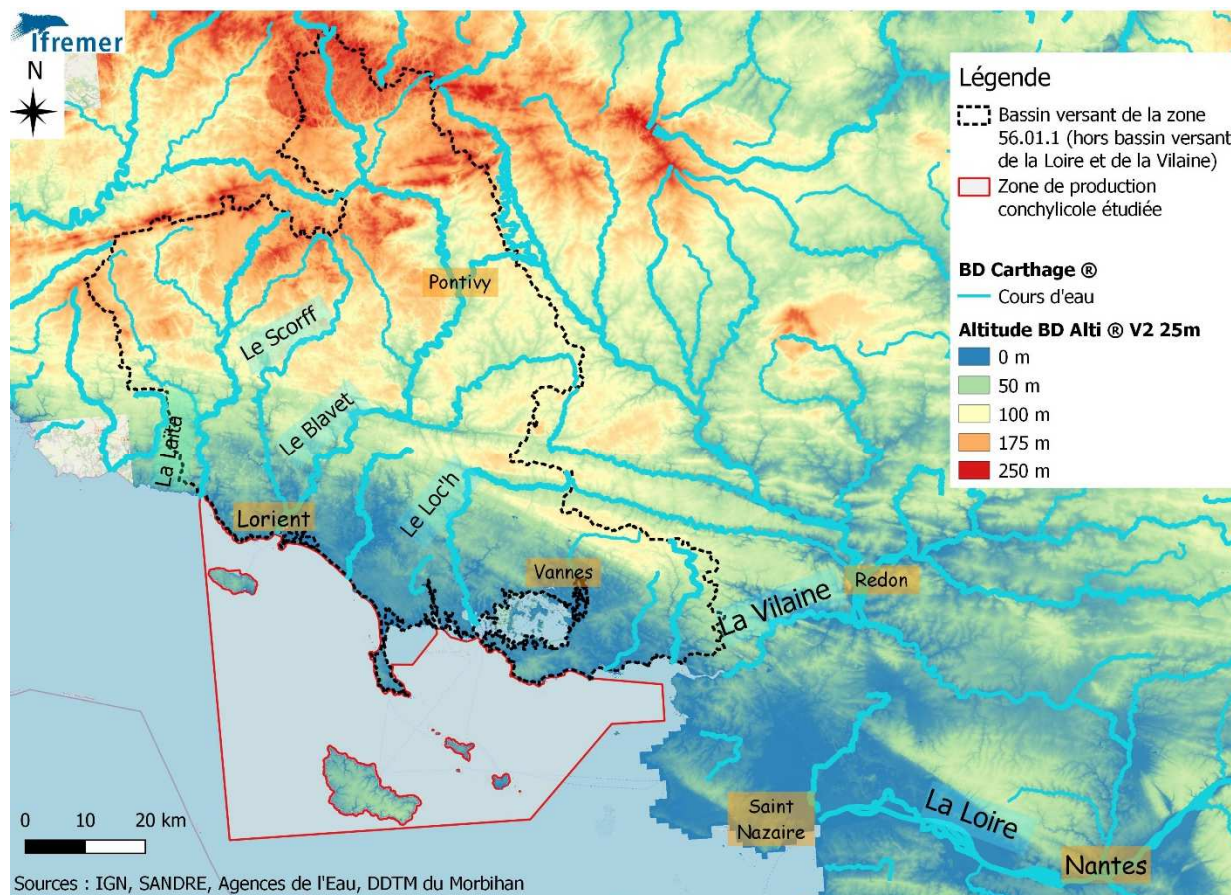 Ifremer
N
Légende
Bassin versant de la zone
56.01.1 (hors bassin versant
de la Loire et de la Vilaine)
Zone de production
conchylicole étudiée
BD Carthage ®
Cours d'eau
Altitude BD Alti ® V2 25m
0 m
50 m
100 m
175 m
250 m
Pontivy
Le Scorff
Le Blavet
La Laïta
Le Loc'h
Lorient
Vannes
Redon
La Vilaine
Saint
Nazaire
La Loire
Nantes
0 10 20 km
Sources : IGN, SANDRE, Agences de l'Eau, DDTM du Morbihan